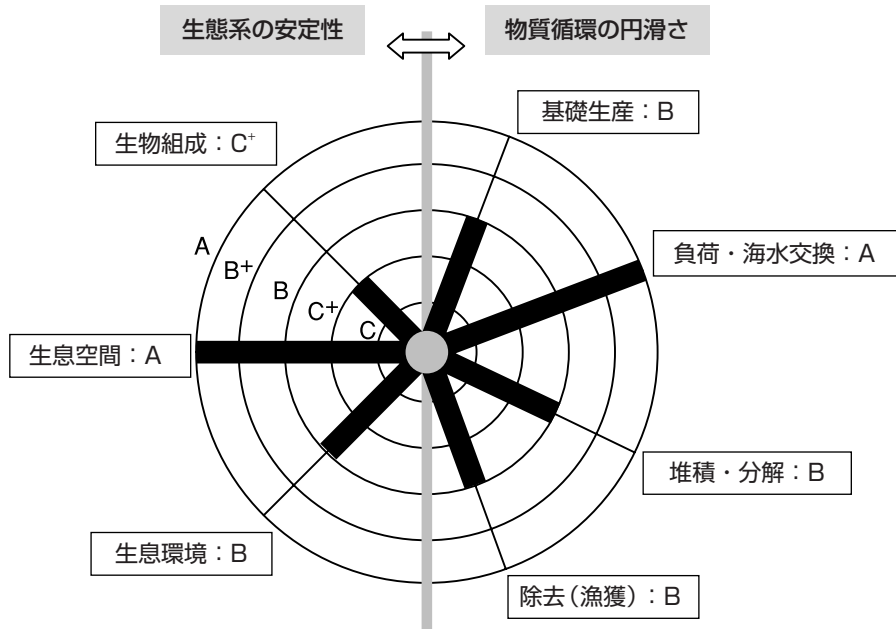 生態系の安定性
物質循環の円滑さ
基礎生産：B
生物組成：C⁺
負荷・海水交換：A
A
B⁺
B
C⁺
C
生息空間：A
堆積・分解：B
生息環境：B
除去（漁獲）：B